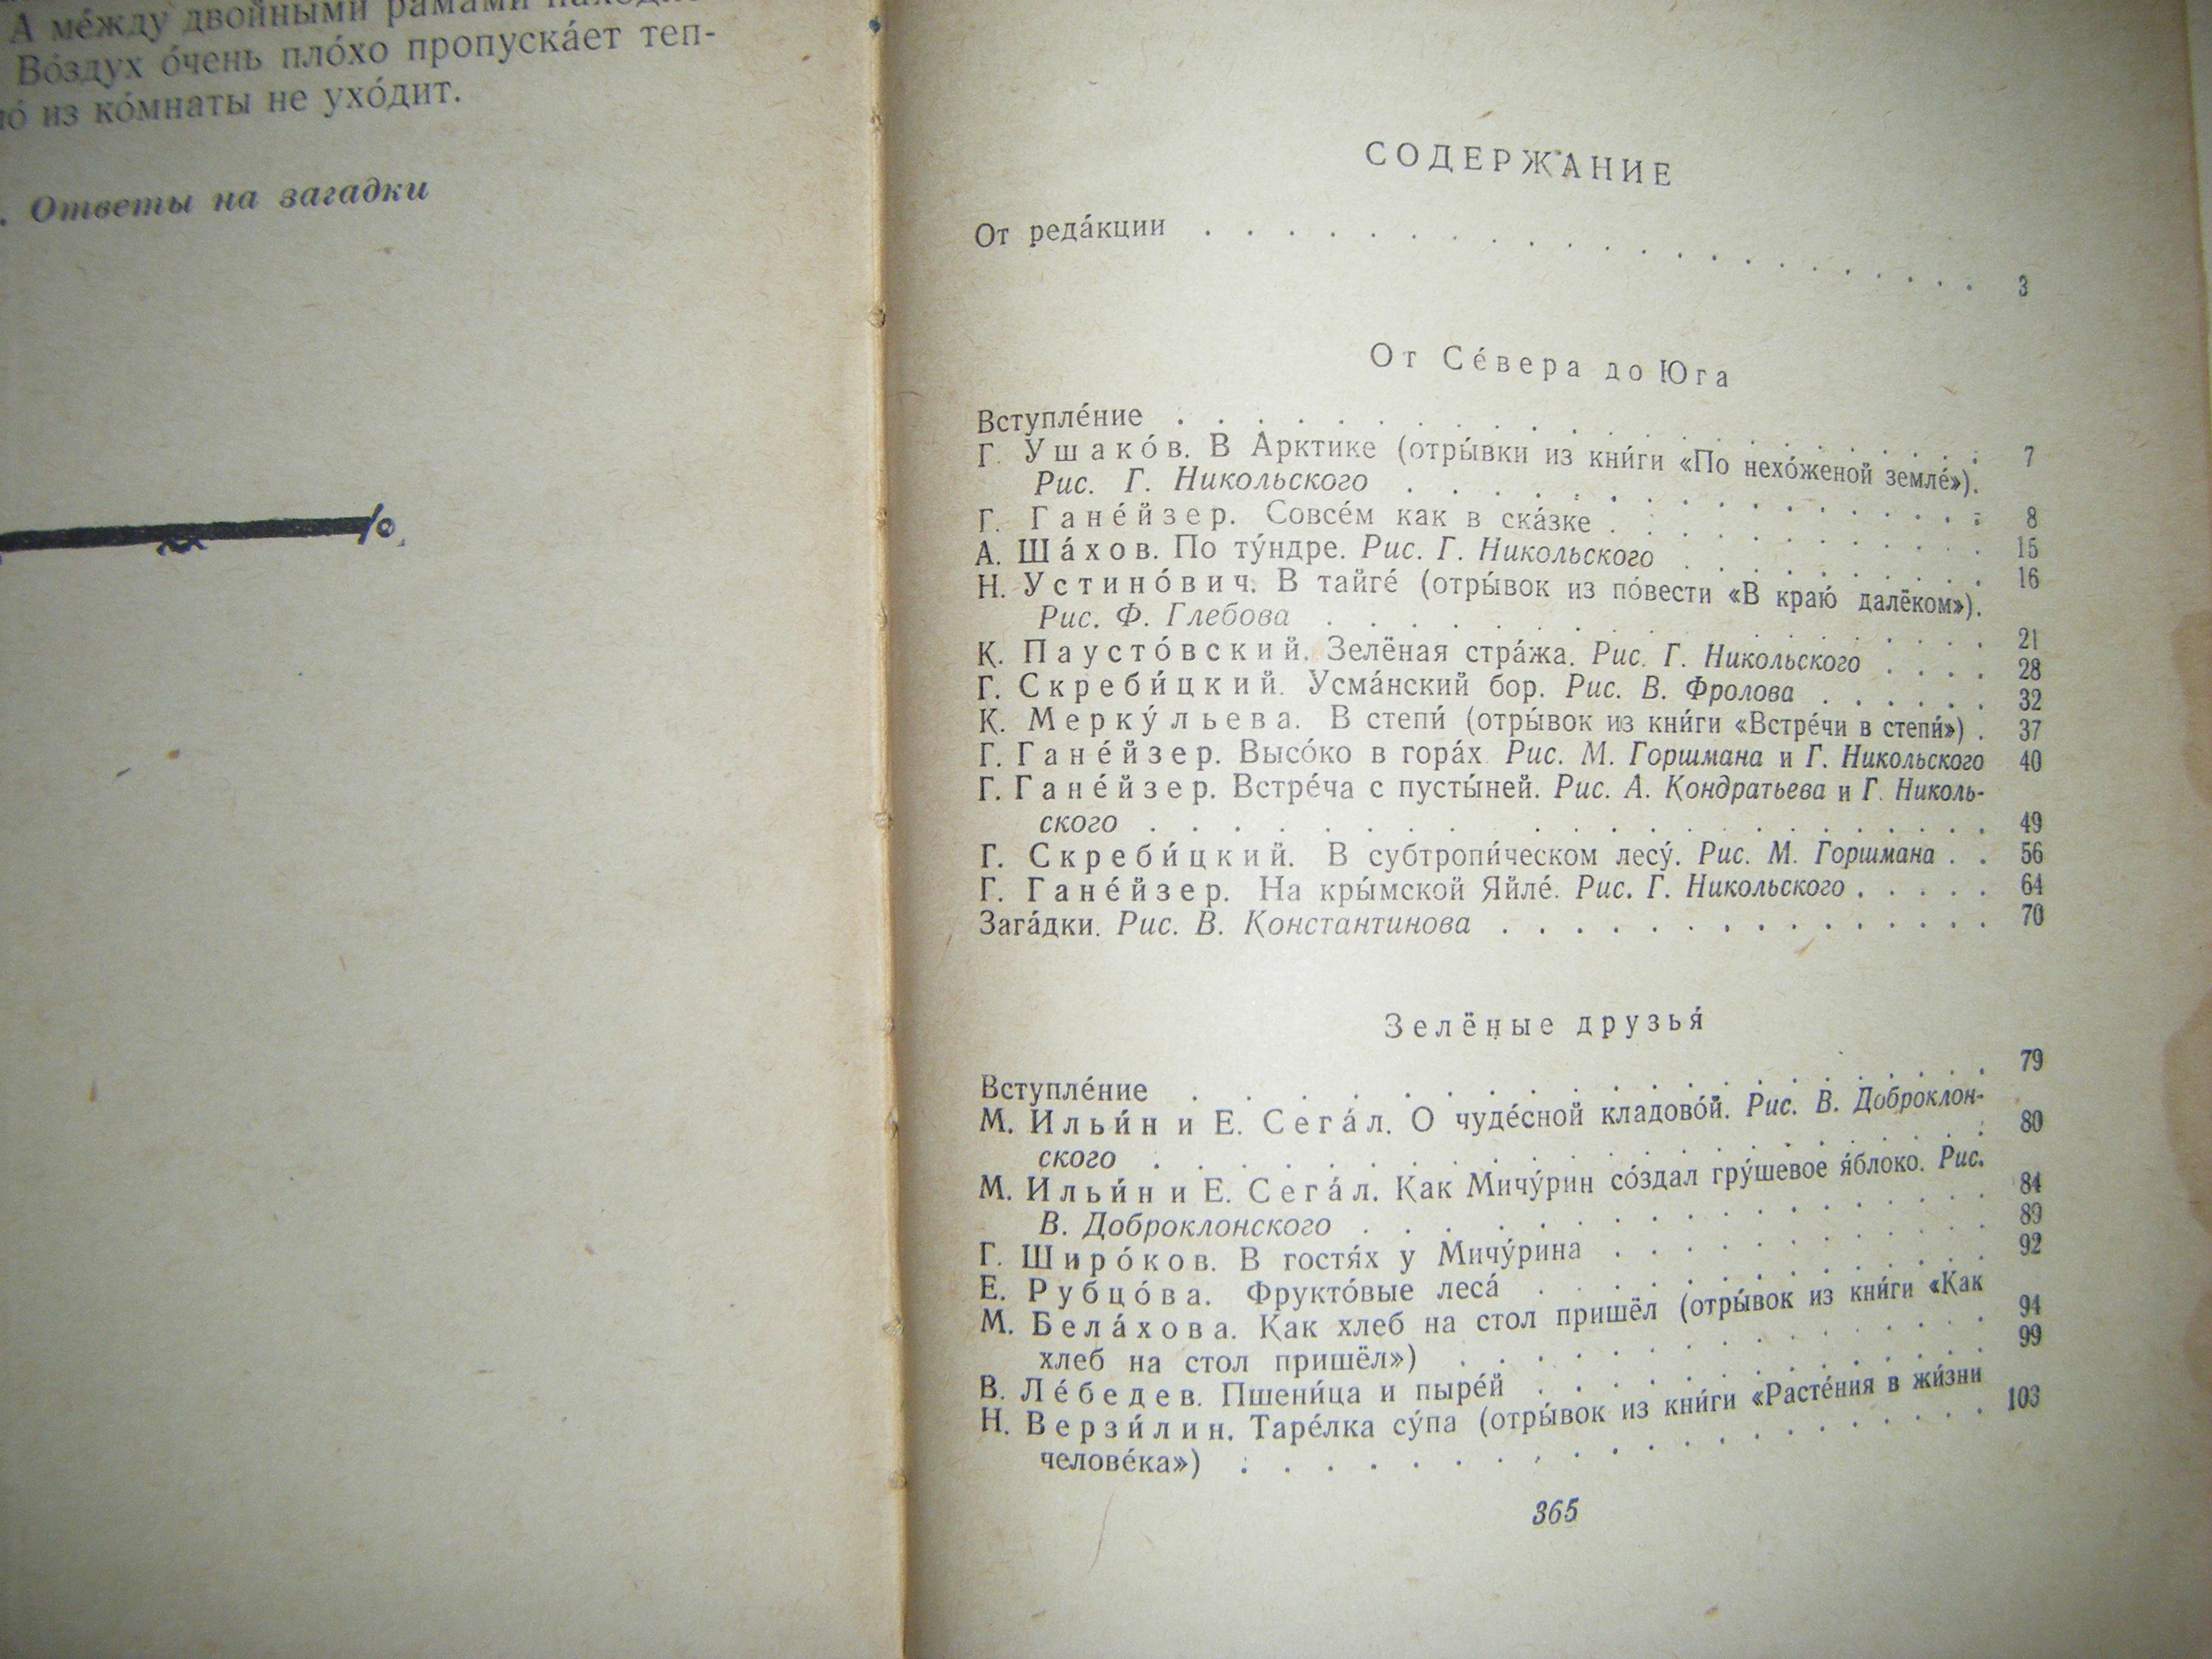 А ме́жду двойными рамами
Во́здух о́чень пло́хо пропуска́ет теп-
ло́ из ко́мнаты не ухо́дит.
. Ответы на загадки
СОДЕРЖАНИЕ
От реда́кции . . . . . . . . . . . . . . . . . . . 3
От Се́вера до Юга
Вступле́ние . . . . . . . . . . . . . . . . . . . 7
Г. Ушако́в. В Арктике (отры́вки из кни́ги «По нехо́женой земле́»).
Рис. Г. Никольского . . . . . . . . . . . . . . 8
Г. Гане́йзер. Совсе́м как в ска́зке . . . . . . . . . . 15
А. Ша́хов. По ту́ндре. Рис. Г. Никольского . . . . . . . . 16
Н. Устино́вич. В тайге́ (отры́вок из по́вести «В краю́ далёком»).
Рис. Ф. Глебова . . . . . . . . . . . . . . . . 21
К. Паусто́вский. Зелёная стра́жа. Рис. Г. Никольского . . . . 28
Г. Скреби́цкий. Усма́нский бор. Рис. В. Фролова . . . . . . 32
К. Мерку́льева. В степи́ (отры́вок из кни́ги «Встре́чи в степи́») . 37
Г. Гане́йзер. Высо́ко в гора́х Рис. М. Горшмана и Г. Никольского 40
Г. Гане́йзер. Встре́ча с пусты́ней. Рис. А. Кондратьева и Г. Николь-
ского . . . . . . . . . . . . . . . . . . . . 49
Г. Скреби́цкий. В субтропи́ческом лесу́. Рис. М. Горшмана . . 56
Г. Гане́йзер. На кры́мской Яйле́. Рис. Г. Никольского . . . . . 64
Зага́дки. Рис. В. Константинова . . . . . . . . . . . . . 70
Зелёные друзья́
Вступле́ние . . . . . . . . . . . . . . . . . . . 79
М. Ильи́н и Е. Сега́л. О чуде́сной кладово́й. Рис. В. Доброклон-
ского . . . . . . . . . . . . . . . . . . . . 80
М. Ильи́н и Е. Сега́л. Как Мичу́рин со́здал гру́шевое я́блоко. Рис.
В. Доброклонского . . . . . . . . . . . . . . . 84
Г. Широ́ков. В гостя́х у Мичу́рина . . . . . . . . . . 89
Е. Рубцо́ва. Фрукто́вые леса́ . . . . . . . . . . . . 92
М. Бела́хова. Как хлеб на стол пришёл (отры́вок из кни́ги «Как
хлеб на стол пришёл») . . . . . . . . . . . . . 94
В. Ле́бедев. Пшени́ца и пыре́й . . . . . . . . . . . . 99
Н. Верзи́лин. Таре́лка су́па (отры́вок из кни́ги «Расте́ния в жи́зни
челове́ка») . . . . . . . . . . . . . . . . . . 103
365